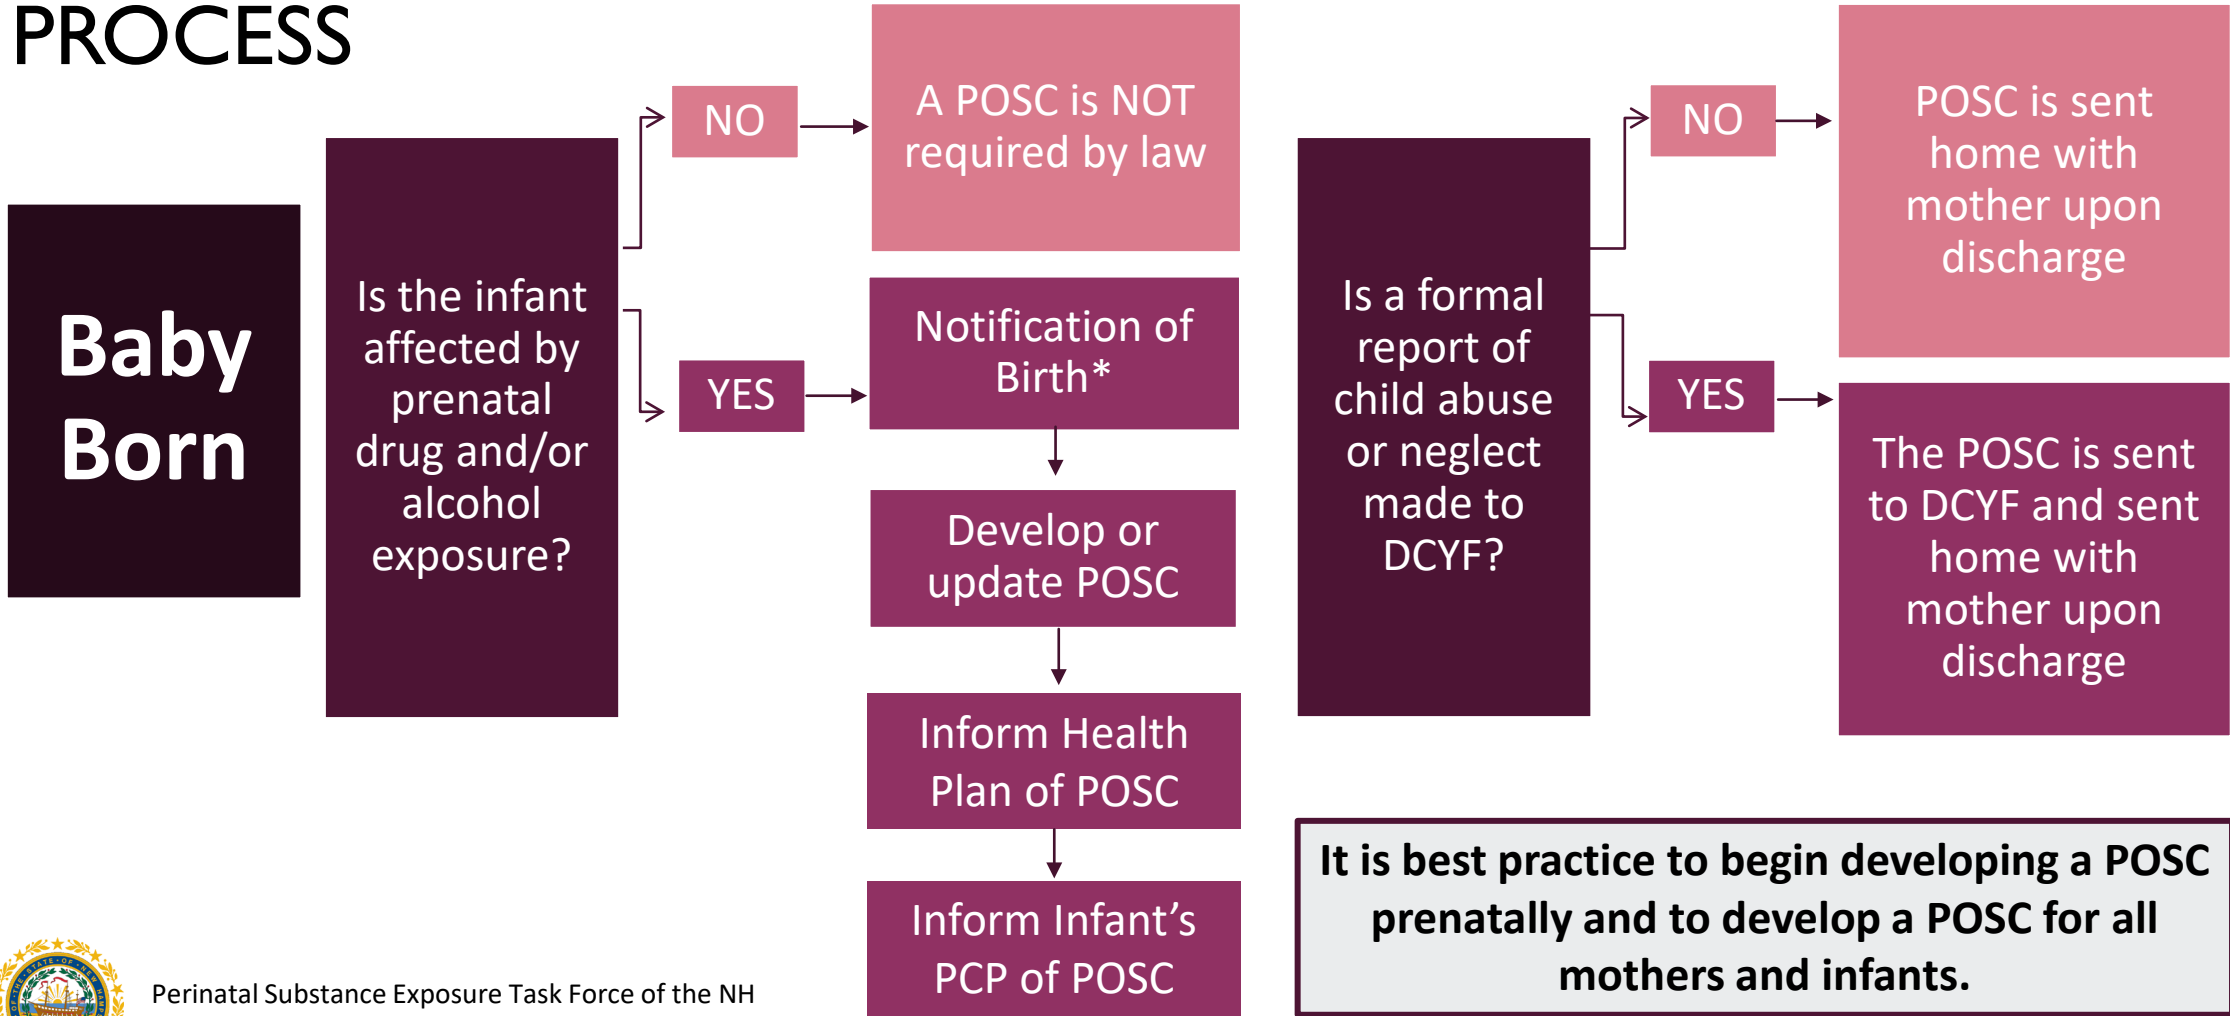 PROCESS
Baby
Born
Is the infant
affected by
prenatal
drug and/or
alcohol
exposure?
NO
A POSC is NOT
required by law
YES
Notification of
Birth*
Develop or
update POSC
Inform Health
Plan of POSC
Inform Infant’s
PCP of POSC
Is a formal
report of
child abuse
or neglect
made to
DCYF?
NO
POSC is sent
home with
mother upon
discharge
YES
The POSC is sent
to DCYF and sent
home with
mother upon
discharge
It is best practice to begin developing a POSC
prenatally and to develop a POSC for all
mothers and infants.
STATE OF NEW HAMPS
Perinatal Substance Exposure Task Force of the NH